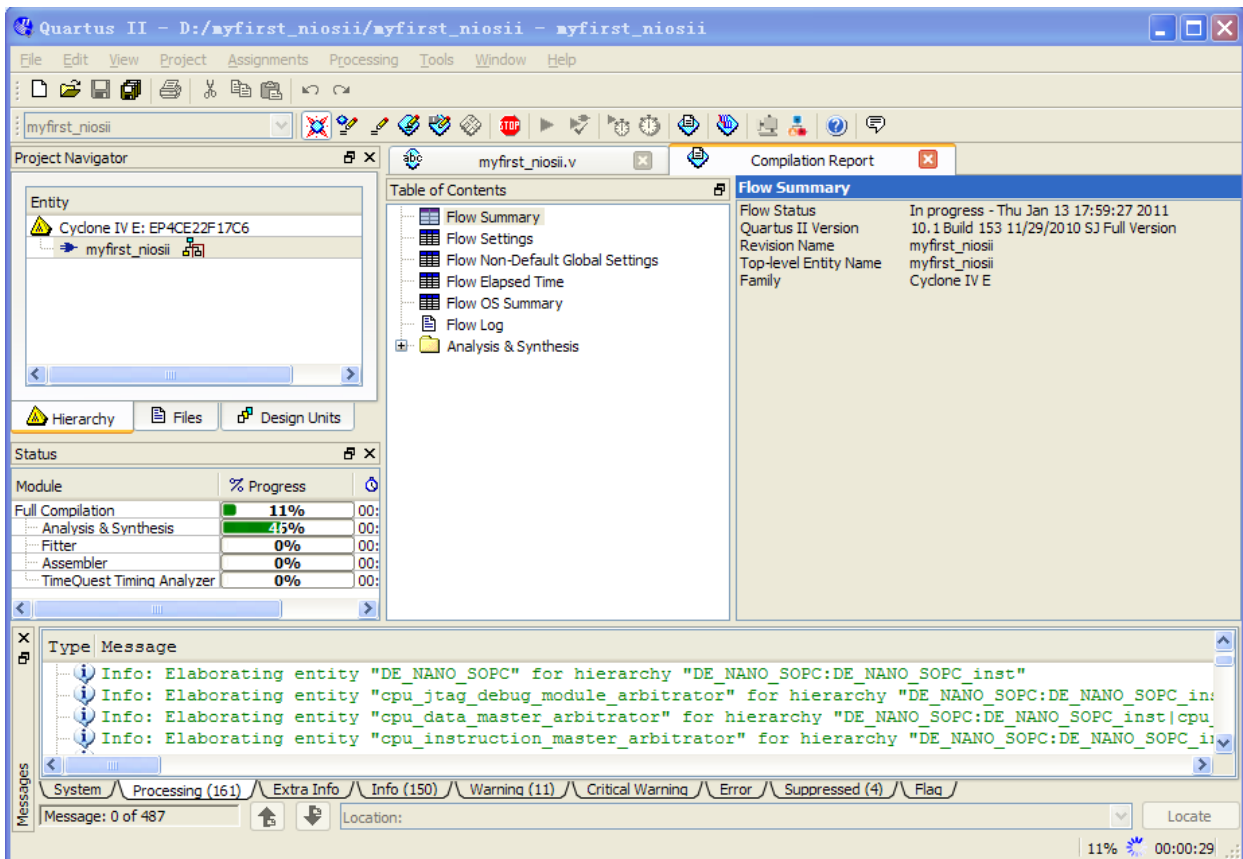 Quartus II - D:/myfirst_niosii/myfirst_niosii - myfirst_niosii
File Edit View Project Assignments Processing Tools Window Help
myfirst_niosii
STOP
Project Navigator
Entity
Cyclone IV E: EP4CE22F17C6
myfirst_niosii
Hierarchy Files Design Units
Status
Module % Progress
Full Compilation 11% 00:
Analysis & Synthesis 45% 00:
Fitter 0% 00:
Assembler 0% 00:
TimeQuest Timing Analyzer 0% 00:
abc myfirst_niosii.v Compilation Report
Table of Contents
Flow Summary
Flow Settings
Flow Non-Default Global Settings
Flow Elapsed Time
Flow OS Summary
Flow Log
Analysis & Synthesis
Flow Summary
Flow Status In progress - Thu Jan 13 17:59:27 2011
Quartus II Version 10.1 Build 153 11/29/2010 SJ Full Version
Revision Name myfirst_niosii
Top-level Entity Name myfirst_niosii
Family Cyclone IV E
Type Message
Info: Elaborating entity "DE_NANO_SOPC" for hierarchy "DE_NANO_SOPC:DE_NANO_SOPC_inst"
Info: Elaborating entity "cpu_jtag_debug_module_arbitrator" for hierarchy "DE_NANO_SOPC:DE_NANO_SOPC_ins
Info: Elaborating entity "cpu_data_master_arbitrator" for hierarchy "DE_NANO_SOPC:DE_NANO_SOPC_inst|cpu_
Info: Elaborating entity "cpu_instruction_master_arbitrator" for hierarchy "DE_NANO_SOPC:DE_NANO_SOPC_i
Messages
System Processing (161) Extra Info Info (150) Warning (11) Critical Warning Error Suppressed (4) Flag
Message: 0 of 487 Location: Locate
11% 00:00:29